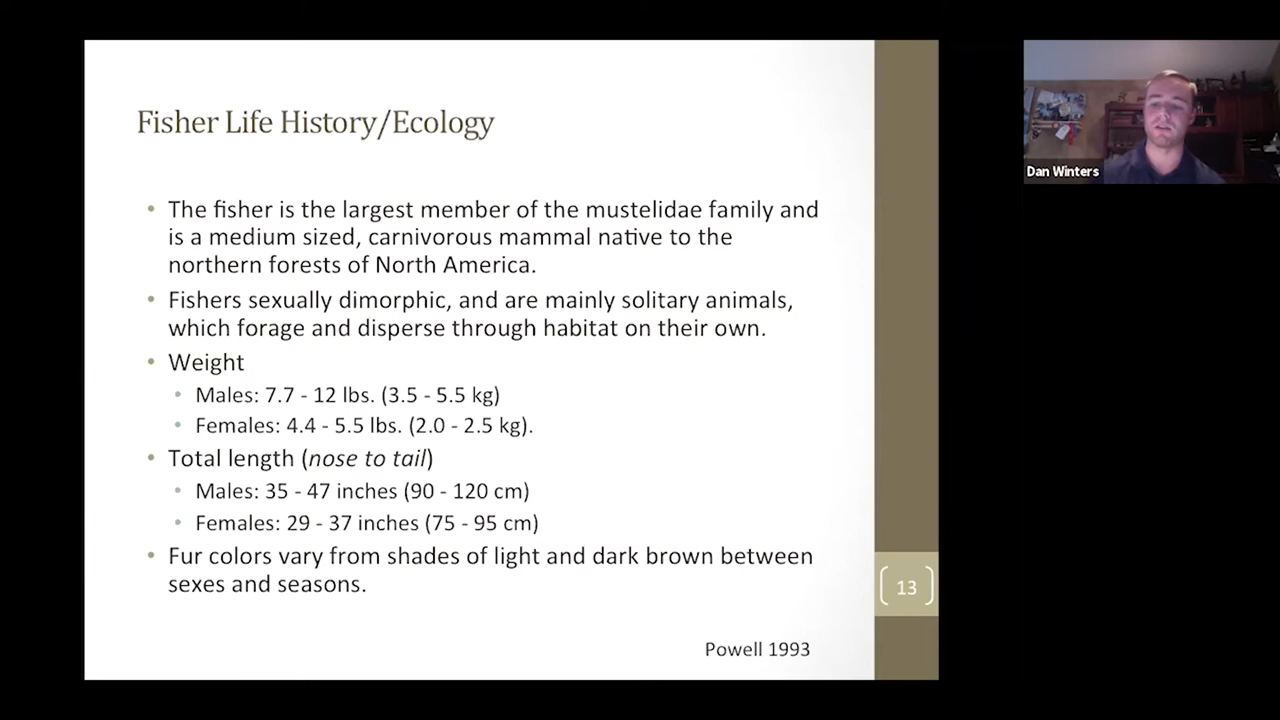 Fisher Life History/Ecology
• The fisher is the largest member of the mustelidae family and
is a medium sized, carnivorous mammal native to the
northern forests of North America.
• Fishers sexually dimorphic, and are mainly solitary animals,
which forage and disperse through habitat on their own.
• Weight
• Males: 7.7 - 12 lbs. (3.5 - 5.5 kg)
• Females: 4.4 - 5.5 lbs. (2.0 - 2.5 kg).
• Total length (nose to tail)
• Males: 35 - 47 inches (90 - 120 cm)
• Females: 29 - 37 inches (75 - 95 cm)
• Fur colors vary from shades of light and dark brown between
sexes and seasons.
13
Powell 1993
Dan Winters